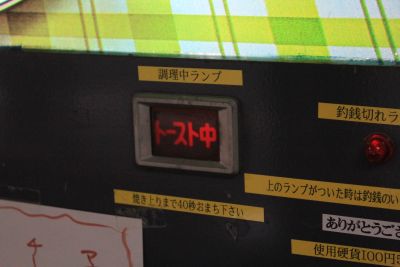 調理中ランプ
トースト中
焼き上りまで40秒おまち下さい
釣銭切れラ
上のランプがついた時は釣銭のい
ありがとうござ
使用硬貨100円